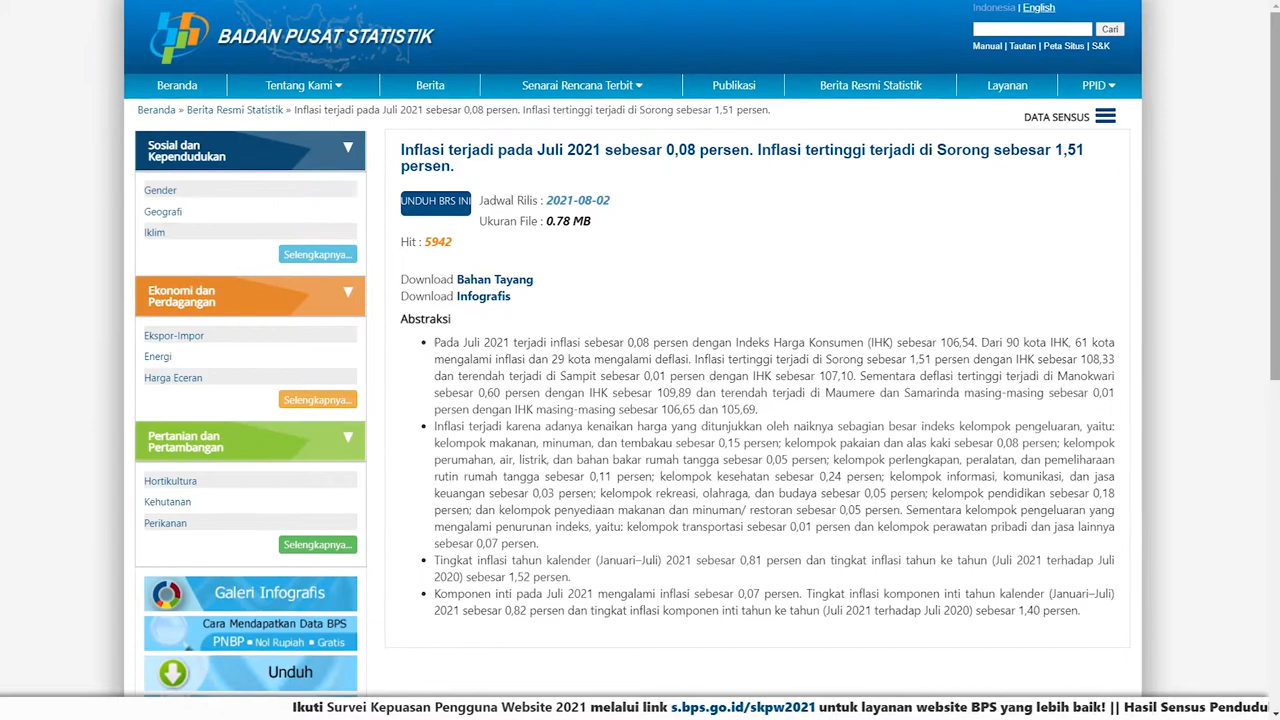 Indonesia | English
BADAN PUSAT STATISTIK
Cari
Manual | Tautan | Peta Situs | S&K
Beranda Tentang Kami Berita Senarai Rencana Terbit Publikasi Berita Resmi Statistik Layanan PPID
Beranda » Berita Resmi Statistik » Inflasi terjadi pada Juli 2021 sebesar 0,08 persen. Inflasi tertinggi terjadi di Sorong sebesar 1,51 persen.
DATA SENSUS
Sosial dan
Kependudukan
Gender
Geografi
Iklim
Selengkapnya...
Ekonomi dan
Perdagangan
Ekspor-Impor
Energi
Harga Eceran
Selengkapnya...
Pertanian dan
Pertambangan
Hortikultura
Kehutanan
Perikanan
Selengkapnya...
Galeri Infografis
Cara Mendapatkan Data BPS
PNBP Nol Rupiah Gratis
Unduh
Inflasi terjadi pada Juli 2021 sebesar 0,08 persen. Inflasi tertinggi terjadi di Sorong sebesar 1,51
persen.
UNDUH BRS INI
Jadwal Rilis : 2021-08-02
Ukuran File : 0.78 MB
Hit : 5942
Download Bahan Tayang
Download Infografis
Abstraksi
• Pada Juli 2021 terjadi inflasi sebesar 0,08 persen dengan Indeks Harga Konsumen (IHK) sebesar 106,54. Dari 90 kota IHK, 61 kota
mengalami inflasi dan 29 kota mengalami deflasi. Inflasi tertinggi terjadi di Sorong sebesar 1,51 persen dengan IHK sebesar 108,33
dan terendah terjadi di Sampit sebesar 0,01 persen dengan IHK sebesar 107,10. Sementara deflasi tertinggi terjadi di Manokwari
sebesar 0,60 persen dengan IHK sebesar 109,89 dan terendah terjadi di Maumere dan Samarinda masing-masing sebesar 0,01
persen dengan IHK masing-masing sebesar 106,65 dan 105,69.
• Inflasi terjadi karena adanya kenaikan harga yang ditunjukkan oleh naiknya sebagian besar indeks kelompok pengeluaran, yaitu:
kelompok makanan, minuman, dan tembakau sebesar 0,15 persen; kelompok pakaian dan alas kaki sebesar 0,08 persen; kelompok
perumahan, air, listrik, dan bahan bakar rumah tangga sebesar 0,05 persen; kelompok perlengkapan, peralatan, dan pemeliharaan
rutin rumah tangga sebesar 0,11 persen; kelompok kesehatan sebesar 0,24 persen; kelompok informasi, komunikasi, dan jasa
keuangan sebesar 0,03 persen; kelompok rekreasi, olahraga, dan budaya sebesar 0,05 persen; kelompok pendidikan sebesar 0,18
persen; dan kelompok penyediaan makanan dan minuman/ restoran sebesar 0,05 persen. Sementara kelompok pengeluaran yang
mengalami penurunan indeks, yaitu: kelompok transportasi sebesar 0,01 persen dan kelompok perawatan pribadi dan jasa lainnya
sebesar 0,07 persen.
• Tingkat inflasi tahun kalender (Januari–Juli) 2021 sebesar 0,81 persen dan tingkat inflasi tahun ke tahun (Juli 2021 terhadap Juli
2020) sebesar 1,52 persen.
• Komponen inti pada Juli 2021 mengalami inflasi sebesar 0,07 persen. Tingkat inflasi komponen inti tahun kalender (Januari–Juli)
2021 sebesar 0,82 persen dan tingkat inflasi komponen inti tahun ke tahun (Juli 2021 terhadap Juli 2020) sebesar 1,40 persen.
Ikuti Survei Kepuasan Pengguna Website 2021 melalui link s.bps.go.id/skpw2021 untuk layanan website BPS yang lebih baik! || Hasil Sensus Pendudu